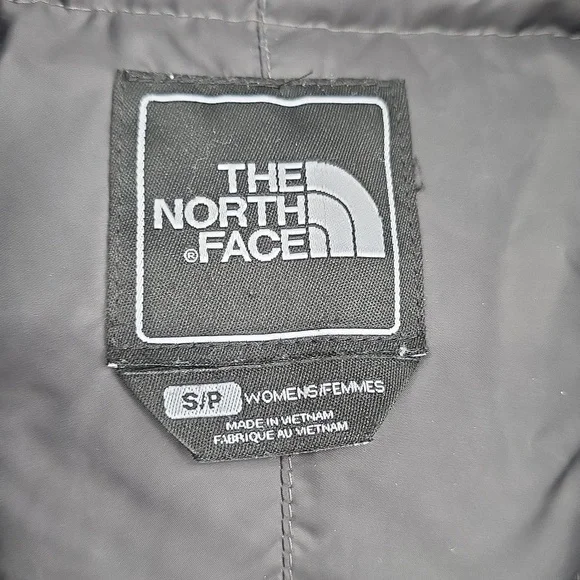 THE
NORTH
®FACE
S/P WOMENS/FEMMES
MADE IN VIETNAM
FABRIQUE AU VIETNAM